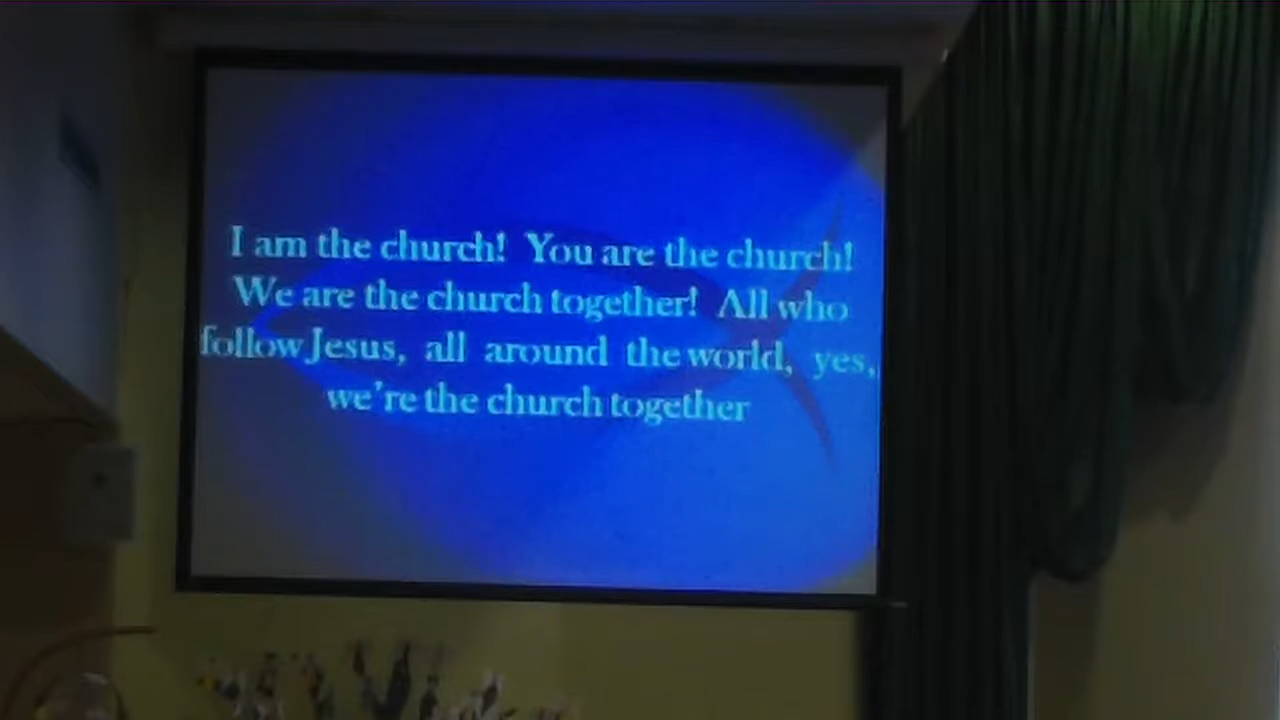 I am the church! You are the church!
We are the church together! All who
follow Jesus, all around the world, yes,
we're the church together